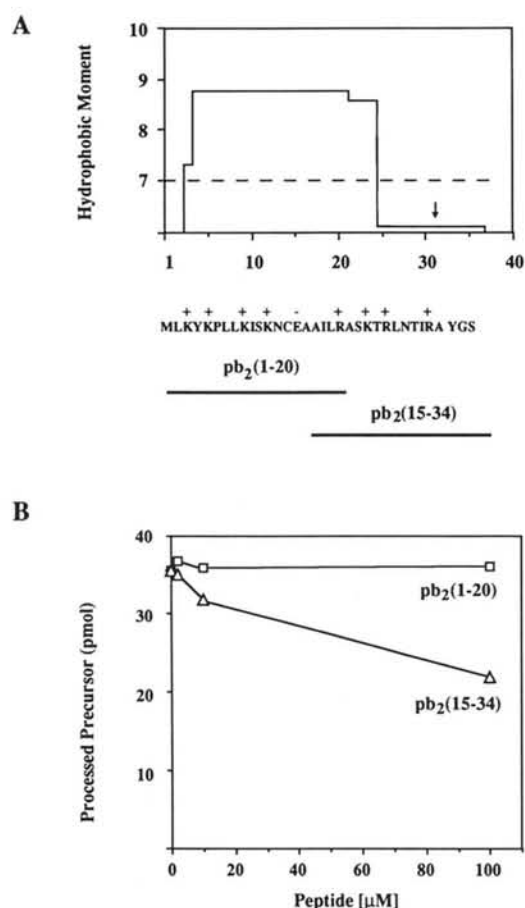 A
Hydrophobic Moment
10
9
8
7
1 10 20 30 40
+ + + + - + + + +
MLKYKPLLKISKNCEAAILRASKTRLNTIRA YGS
pb2(1-20)
pb2(15-34)
B
Processed Precursor (pmol)
40
30
20
10
pb2(1-20)
pb2(15-34)
0 20 40 60 80 100
Peptide [μM]